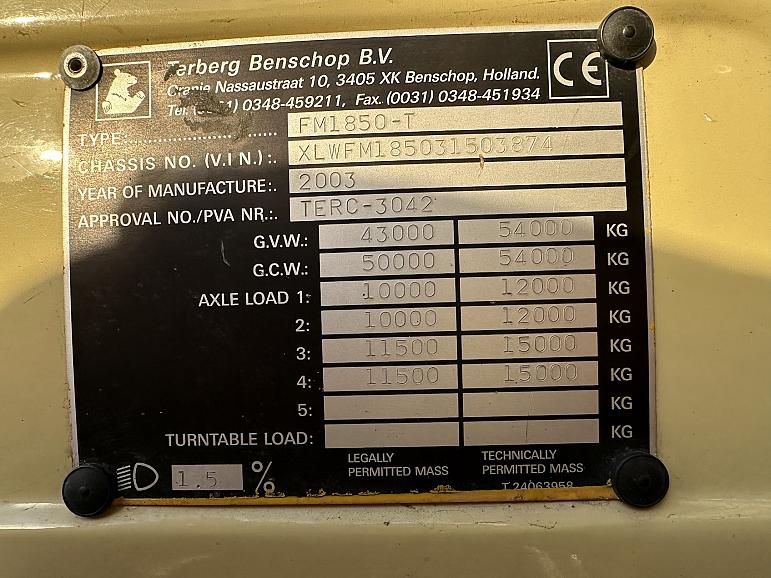 Terberg Benschop B.V.
Oranje Nassaustraat 10, 3405 XK Benschop, Holland.
Tel. (0031) 0348-459211, Fax. (0031) 0348-451934
CE
TYPE........................ FM1850-T
CHASSIS NO. (V.I N.):. XLWFM185031503874
YEAR OF MANUFACTURE:. 2003
APPROVAL NO./PVA NR.:. TERC-3042
G.V.W.: 43000 54000 KG
G.C.W.: 50000 54000 KG
AXLE LOAD 1: 10000 12000 KG
2: 10000 12000 KG
3: 11500 15000 KG
4: 11500 15000 KG
5: KG
TURNTABLE LOAD: KG
LEGALLY PERMITTED MASS
TECHNICALLY PERMITTED MASS
1.5 %
T 24063958